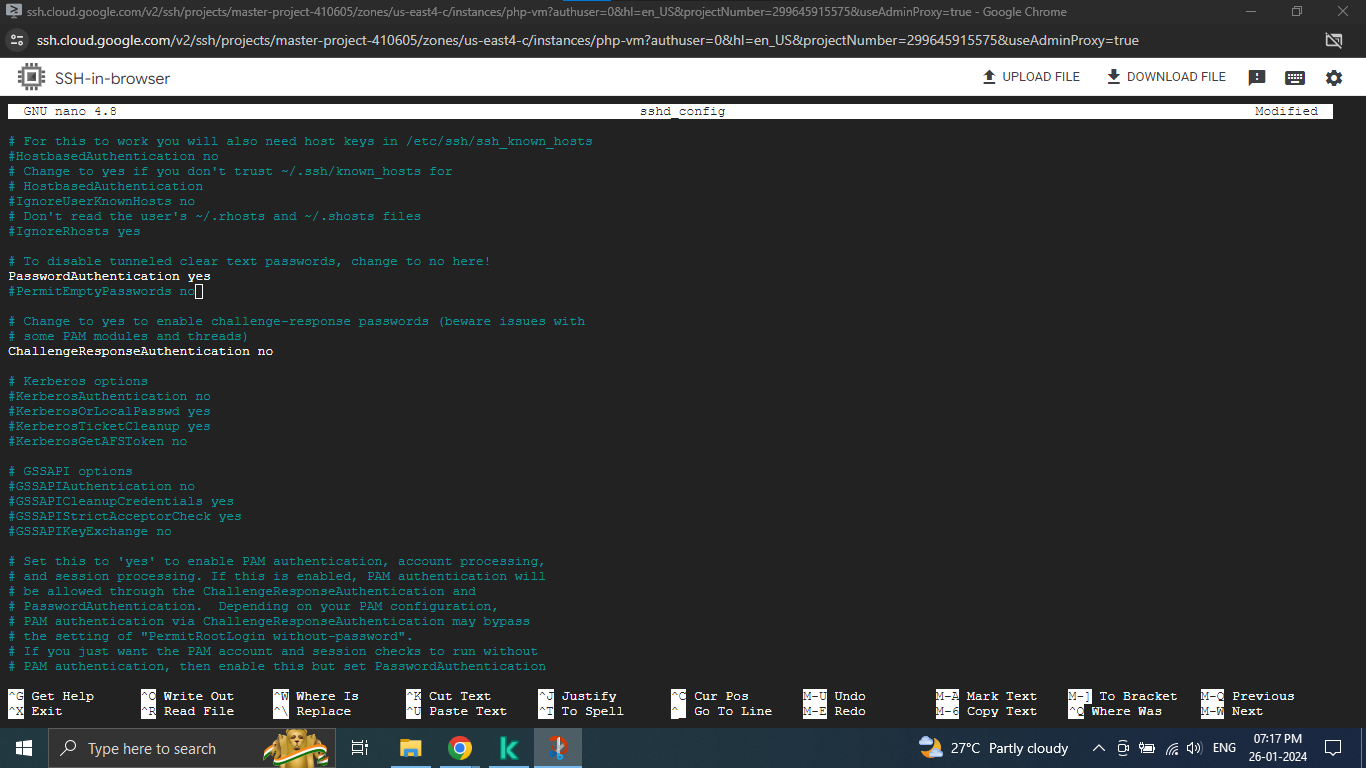 ssh.cloud.google.com/v2/ssh/projects/master-project-410605/zones/us-east4-c/instances/php-vm?authuser=0&hl=en_US&projectNumber=299645915575&useAdminProxy=true - Google Chrome
ssh.cloud.google.com/v2/ssh/projects/master-project-410605/zones/us-east4-c/instances/php-vm?authuser=0&hl=en_US&projectNumber=299645915575&useAdminProxy=true
SSH-in-browser UPLOAD FILE DOWNLOAD FILE
GNU nano 4.8 sshd_config Modified
# For this to work you will also need host keys in /etc/ssh/ssh_known_hosts
#HostbasedAuthentication no
# Change to yes if you don't trust ~/.ssh/known_hosts for
# HostbasedAuthentication
#IgnoreUserKnownHosts no
# Don't read the user's ~/.rhosts and ~/.shosts files
#IgnoreRhosts yes
# To disable tunneled clear text passwords, change to no here!
PasswordAuthentication yes
#PermitEmptyPasswords no
# Change to yes to enable challenge-response passwords (beware issues with
# some PAM modules and threads)
ChallengeResponseAuthentication no
# Kerberos options
#KerberosAuthentication no
#KerberosOrLocalPasswd yes
#KerberosTicketCleanup yes
#KerberosGetAFSToken no
# GSSAPI options
#GSSAPIAuthentication no
#GSSAPICleanupCredentials yes
#GSSAPIStrictAcceptorCheck yes
#GSSAPIKeyExchange no
# Set this to 'yes' to enable PAM authentication, account processing,
# and session processing. If this is enabled, PAM authentication will
# be allowed through the ChallengeResponseAuthentication and
# PasswordAuthentication.  Depending on your PAM configuration,
# PAM authentication via ChallengeResponseAuthentication may bypass
# the setting of "PermitRootLogin without-password".
# If you just want the PAM account and session checks to run without
# PAM authentication, then enable this but set PasswordAuthentication
^G Get Help ^O Write Out ^W Where Is ^K Cut Text ^J Justify ^C Cur Pos M-U Undo M-A Mark Text M-] To Bracket M-Q Previous
^X Exit ^R Read File ^\ Replace ^U Paste Text ^T To Spell ^_ Go To Line M-E Redo M-6 Copy Text ^Q Where Was M-W Next
Type here to search 27°C Partly cloudy ENG 07:17 PM
26-01-2024